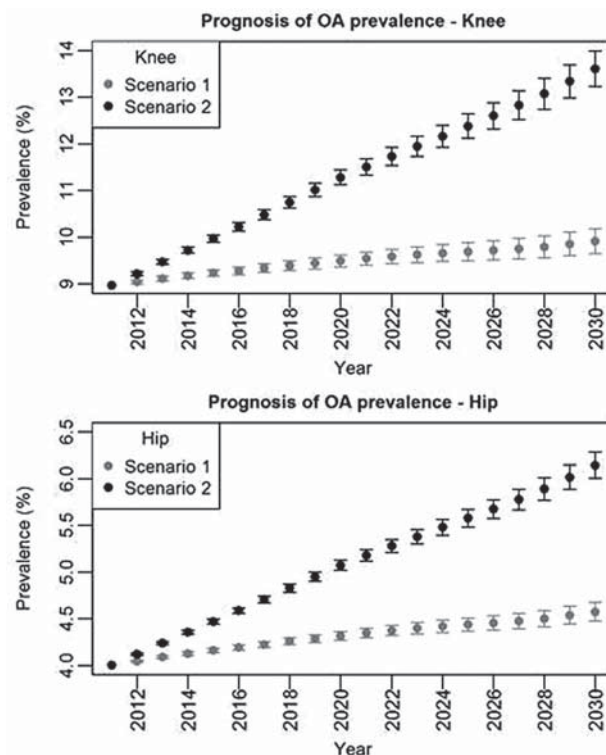 Prognosis of OA prevalence - Knee
Knee
Scenario 1
Scenario 2
Prevalence (%)
14
13
12
11
10
9
2012
2014
2016
2018
2020
2022
2024
2026
2028
2030
Year
Prognosis of OA prevalence - Hip
Hip
Scenario 1
Scenario 2
Prevalence (%)
6.5
6.0
5.5
5.0
4.5
4.0
2012
2014
2016
2018
2020
2022
2024
2026
2028
2030
Year